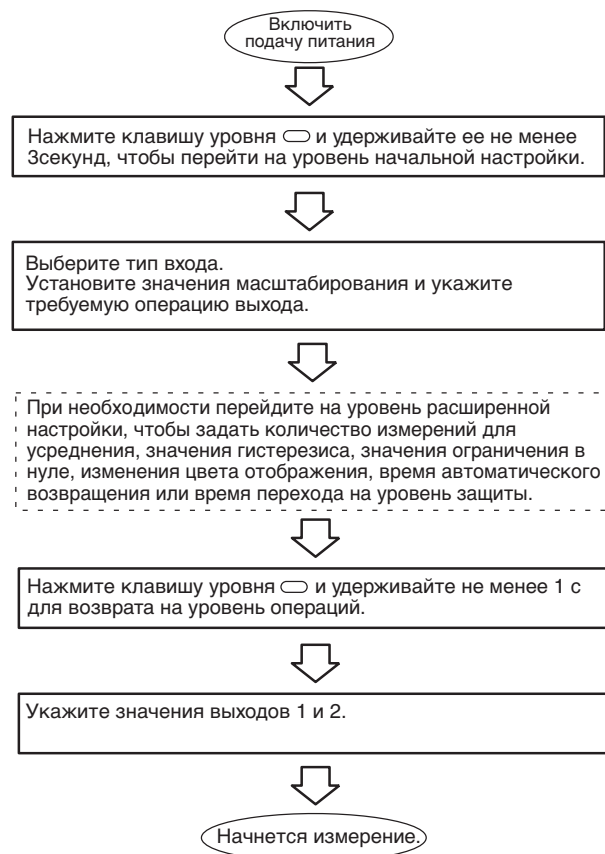 Включить
подачу питания
Нажмите клавишу уровня и удерживайте ее не менее
3секунд, чтобы перейти на уровень начальной настройки.
Выберите тип входа.
Установите значения масштабирования и укажите
требуемую операцию выхода.
При необходимости перейдите на уровень расширенной
настройки, чтобы задать количество измерений для
усреднения, значения гистерезиса, значения ограничения в
нуле, изменения цвета отображения, время автоматического
возвращения или время перехода на уровень защиты.
Нажмите клавишу уровня и удерживайте не менее 1 с
для возврата на уровень операций.
Укажите значения выходов 1 и 2.
Начнется измерение.